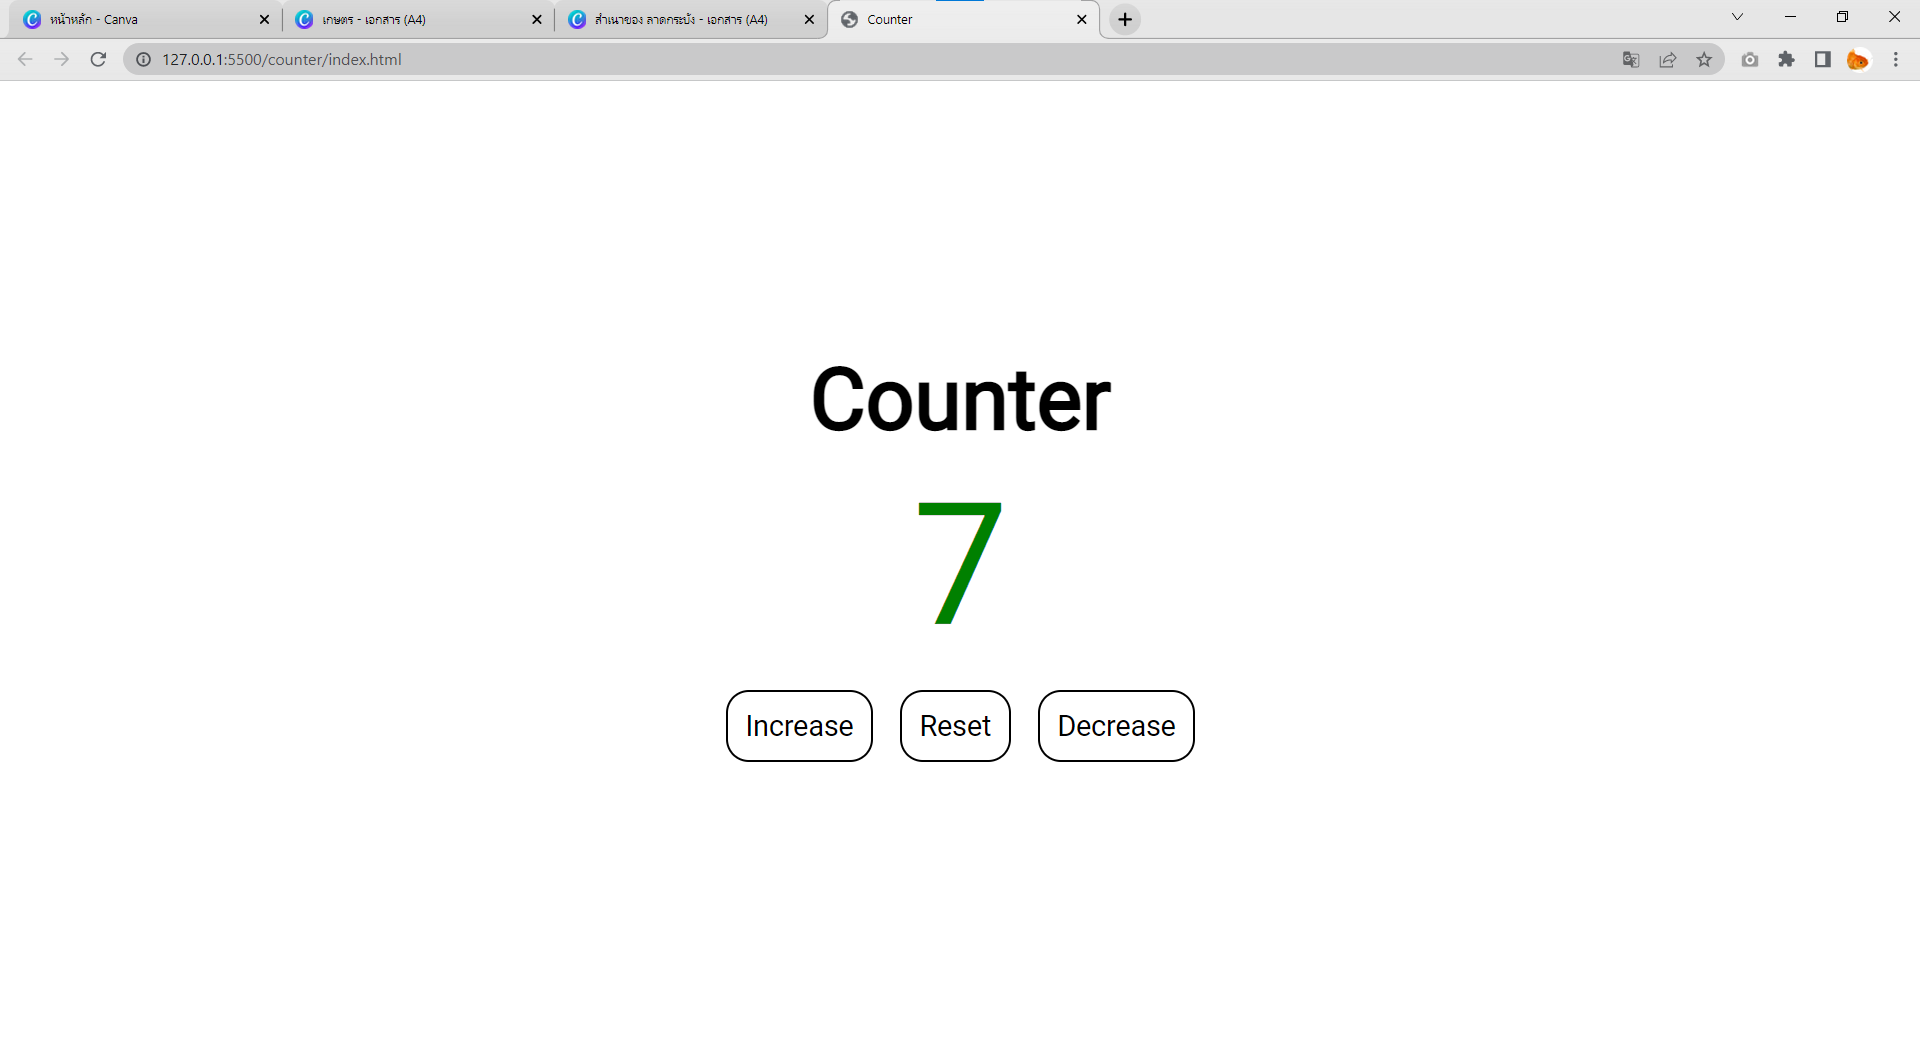 หน้าหลัก - Canva
เกษตร - เอกสาร (A4)
สำเนาของ ลาดกระบัง - เอกสาร (A4)
Counter
127.0.0.1:5500/counter/index.html
Counter
7
Increase
Reset
Decrease